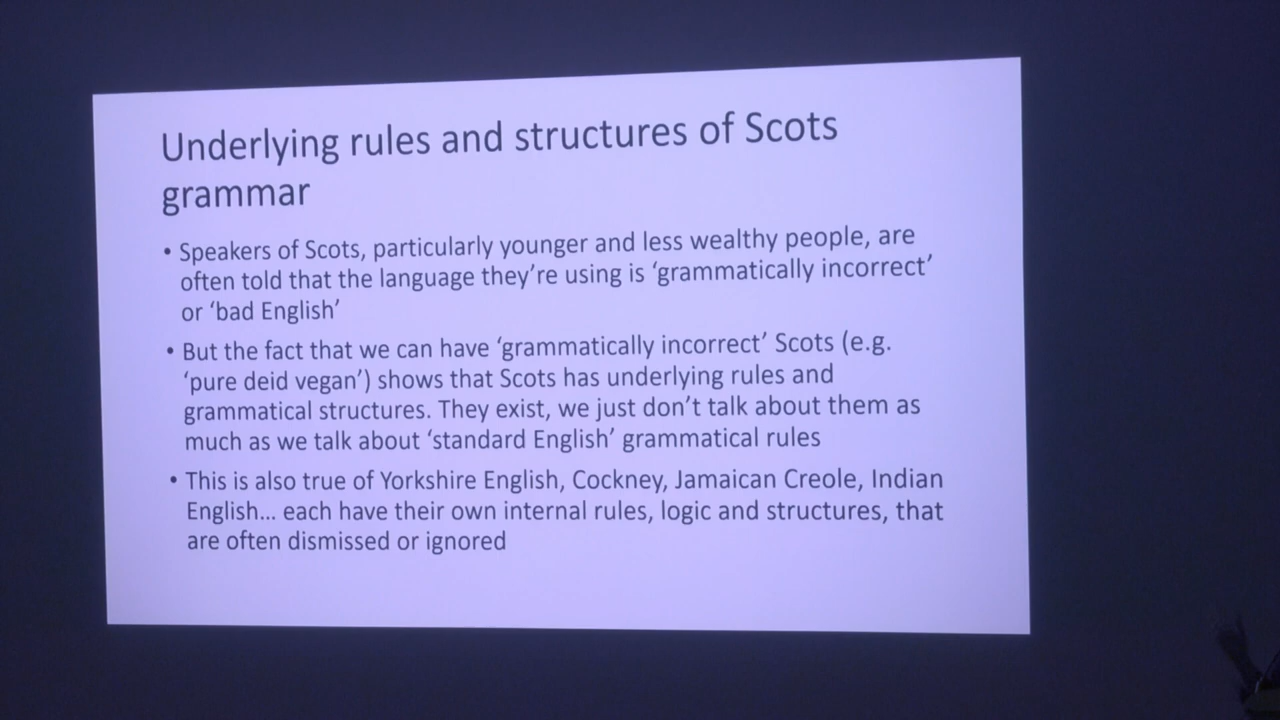 Underlying rules and structures of Scots
grammar
• Speakers of Scots, particularly younger and less wealthy people, are
often told that the language they're using is ‘grammatically incorrect’
or ‘bad English’
• But the fact that we can have ‘grammatically incorrect’ Scots (e.g.
‘pure deid vegan’) shows that Scots has underlying rules and
grammatical structures. They exist, we just don’t talk about them as
much as we talk about ‘standard English’ grammatical rules
• This is also true of Yorkshire English, Cockney, Jamaican Creole, Indian
English… each have their own internal rules, logic and structures, that
are often dismissed or ignored